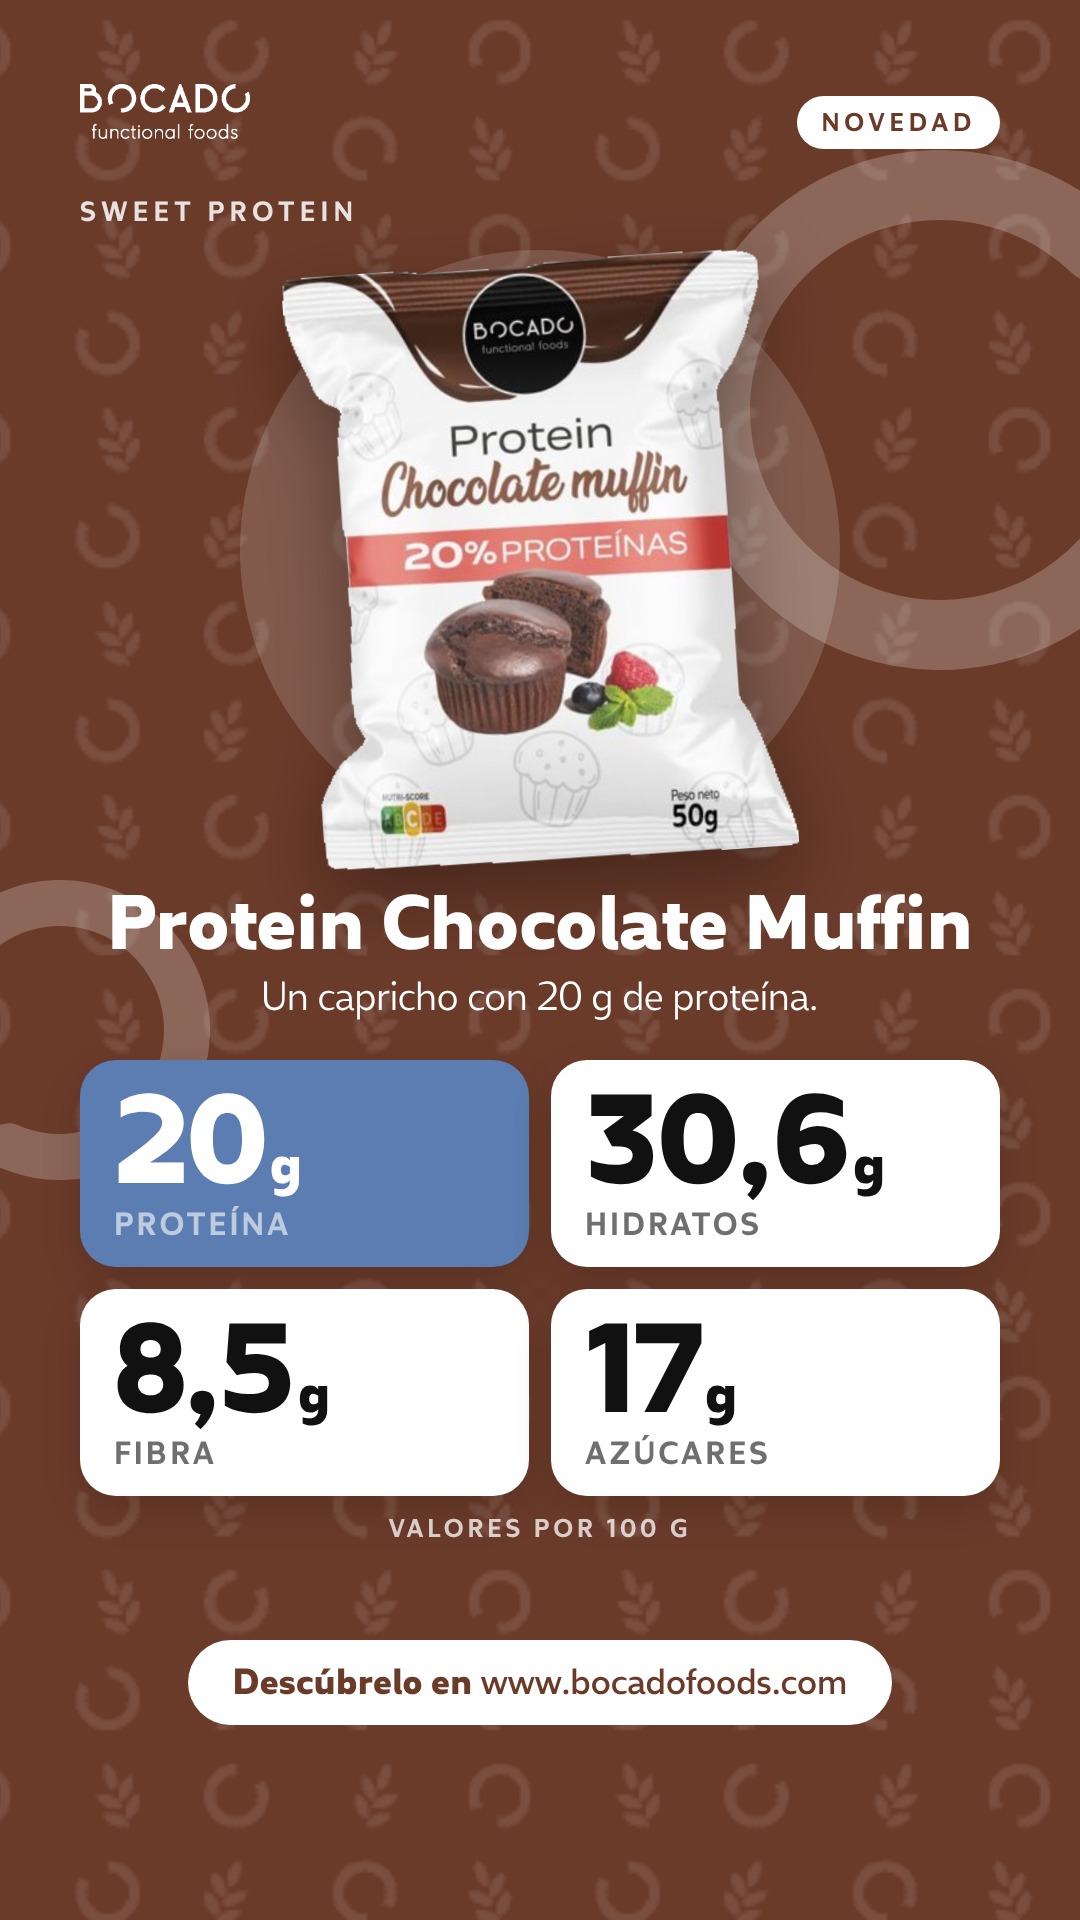 BOCADO
functional foods
NOVEDAD
SWEET PROTEIN
BOCADO
functional foods
Protein
Chocolate muffin
20% PROTEÍNAS
NUTRI-SCORE
A B C D E
Peso neto
50g
Protein Chocolate Muffin
Un capricho con 20 g de proteína.
20g
PROTEÍNA
30,6g
HIDRATOS
8,5g
FIBRA
17g
AZÚCARES
VALORES POR 100 G
Descúbrelo en www.bocadofoods.com